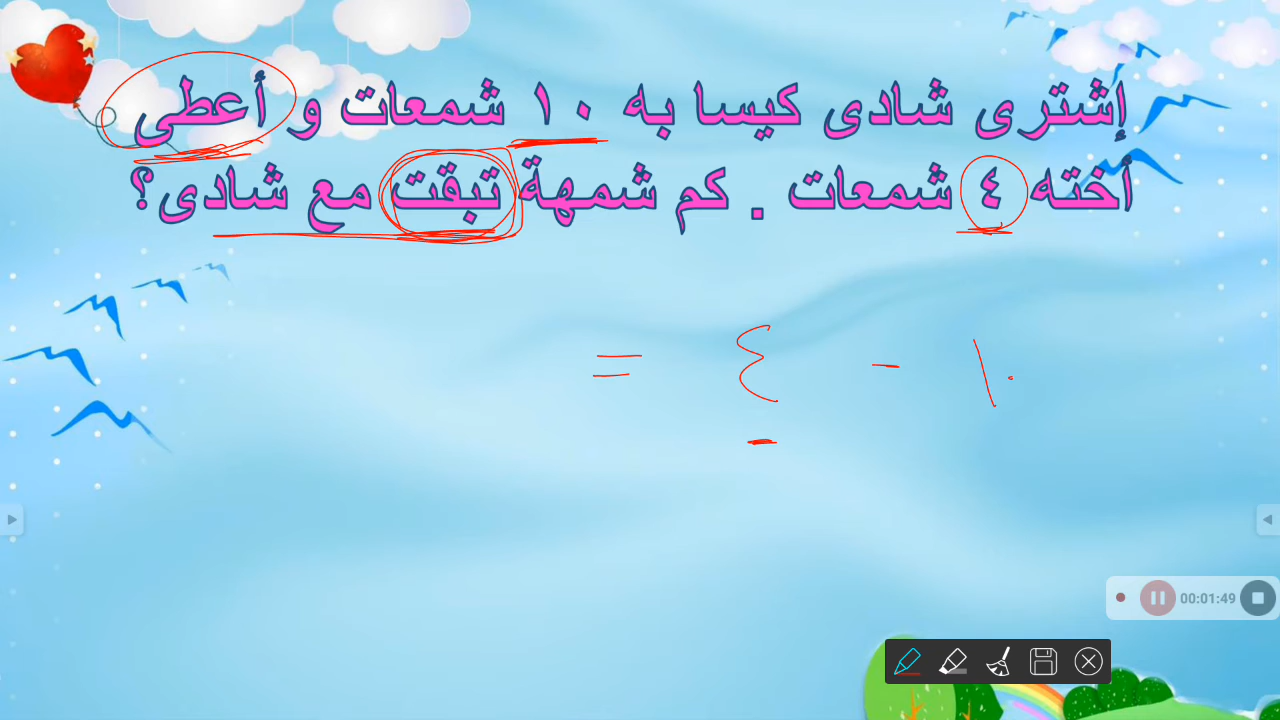 إشترى شادى كيسا به ١٠ شمعات و أعطى
أخته ٤ شمعات . كم شمهة تبقت مع شادى؟
١٠ - ٤ =
00:01:49